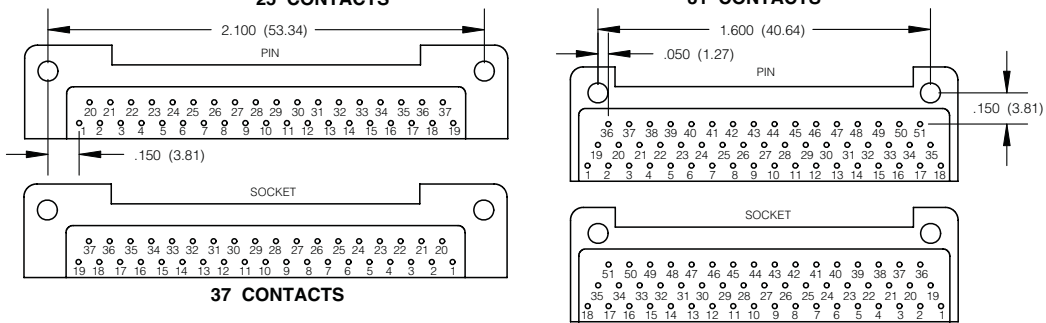 25 CONTACTS
2.100 (53.34)
PIN
20 21 22 23 24 25 26 27 28 29 30 31 32 33 34 35 36 37
1 2 3 4 5 6 7 8 9 10 11 12 13 14 15 16 17 18 19
.150 (3.81)
SOCKET
37 36 35 34 33 32 31 30 29 28 27 26 25 24 23 22 21 20
19 18 17 16 15 14 13 12 11 10 9 8 7 6 5 4 3 2 1
37 CONTACTS
1.600 (40.64)
.050 (1.27)
PIN
.150 (3.81)
36 37 38 39 40 41 42 43 44 45 46 47 48 49 50 51
19 20 21 22 23 24 25 26 27 28 29 30 31 32 33 34 35
1 2 3 4 5 6 7 8 9 10 11 12 13 14 15 16 17 18
SOCKET
51 50 49 48 47 46 45 44 43 42 41 40 39 38 37 36
35 34 33 32 31 30 29 28 27 26 25 24 23 22 21 20 19
18 17 16 15 14 13 12 11 10 9 8 7 6 5 4 3 2 1